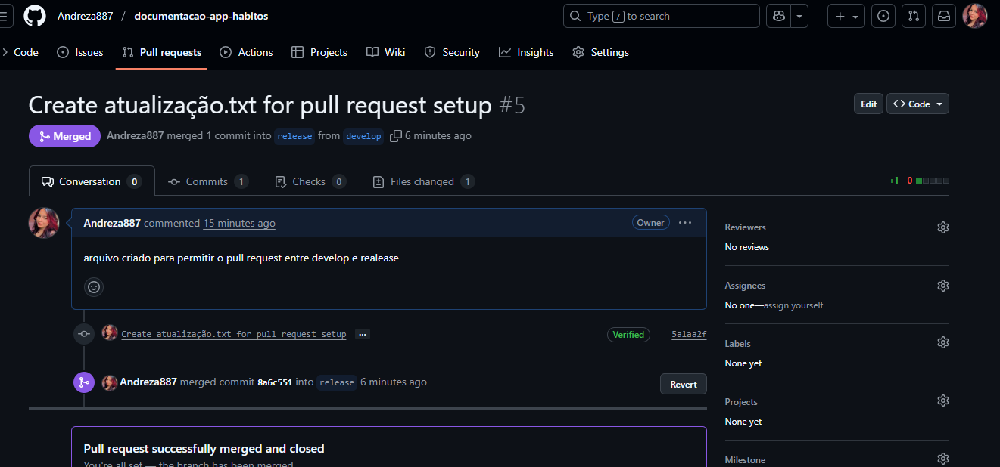 Andreza887 / documentacao-app-habitos
Type / to search
Code Issues Pull requests Actions Projects Wiki Security Insights Settings
Create atualização.txt for pull request setup #5
Edit
Code
Merged Andreza887 merged 1 commit into release from develop 6 minutes ago
Conversation 0 Commits 1 Checks 0 Files changed 1
+1 −0
Andreza887 commented 15 minutes ago
Owner
arquivo criado para permitir o pull request entre develop e realease
Create atualização.txt for pull request setup
Verified 5a1aa2f
Andreza887 merged commit 8a6c551 into release 6 minutes ago
Revert
Pull request successfully merged and closed
You're all set — the branch has been merged.
Reviewers
No reviews
Assignees
No one—assign yourself
Labels
None yet
Projects
None yet
Milestone